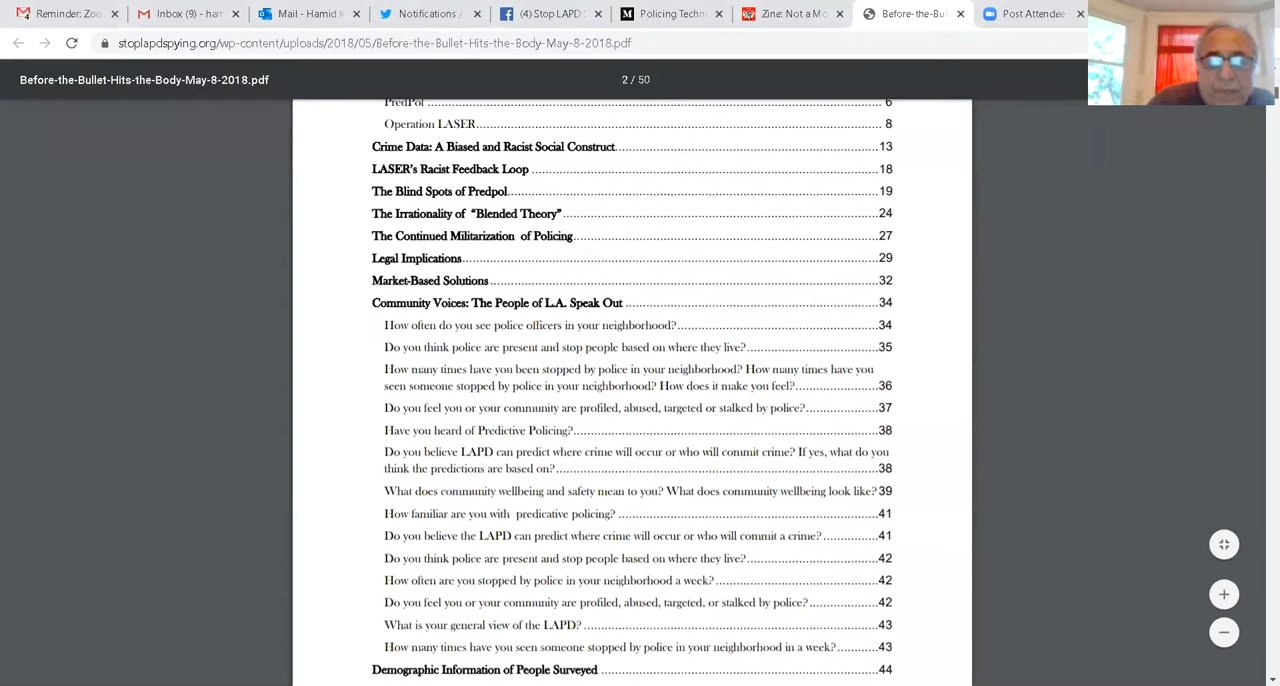 Reminder: Zoo
Inbox (9) - ham
Mail - Hamid K
Notifications /
(4) Stop LAPD
Policing Techn
Zine: Not a Mo
Before-the-Bul
Post Attendee
stoplapdspying.org/wp-content/uploads/2018/05/Before-the-Bullet-Hits-the-Body-May-8-2018.pdf
Before-the-Bullet-Hits-the-Body-May-8-2018.pdf 2 / 50
PredPol 6
Operation LASER 8
Crime Data: A Biased and Racist Social Construct 13
LASER's Racist Feedback Loop 18
The Blind Spots of Predpol 19
The Irrationality of “Blended Theory” 24
The Continued Militarization of Policing 27
Legal Implications 29
Market-Based Solutions 32
Community Voices: The People of L.A. Speak Out 34
How often do you see police officers in your neighborhood? 34
Do you think police are present and stop people based on where they live? 35
How many times have you been stopped by police in your neighborhood? How many times have you
seen someone stopped by police in your neighborhood? How does it make you feel? 36
Do you feel you or your community are profiled, abused, targeted or stalked by police? 37
Have you heard of Predictive Policing? 38
Do you believe LAPD can predict where crime will occur or who will commit crime? If yes, what do you
think the predictions are based on? 38
What does community wellbeing and safety mean to you? What does community wellbeing look like? 39
How familiar are you with predicative policing? 41
Do you believe the LAPD can predict where crime will occur or who will commit a crime? 41
Do you think police are present and stop people based on where they live? 42
How often are you stopped by police in your neighborhood a week? 42
Do you feel you or your community are profiled, abused, targeted, or stalked by police? 42
What is your general view of the LAPD? 43
How many times have you seen someone stopped by police in your neighborhood in a week? 43
Demographic Information of People Surveyed 44